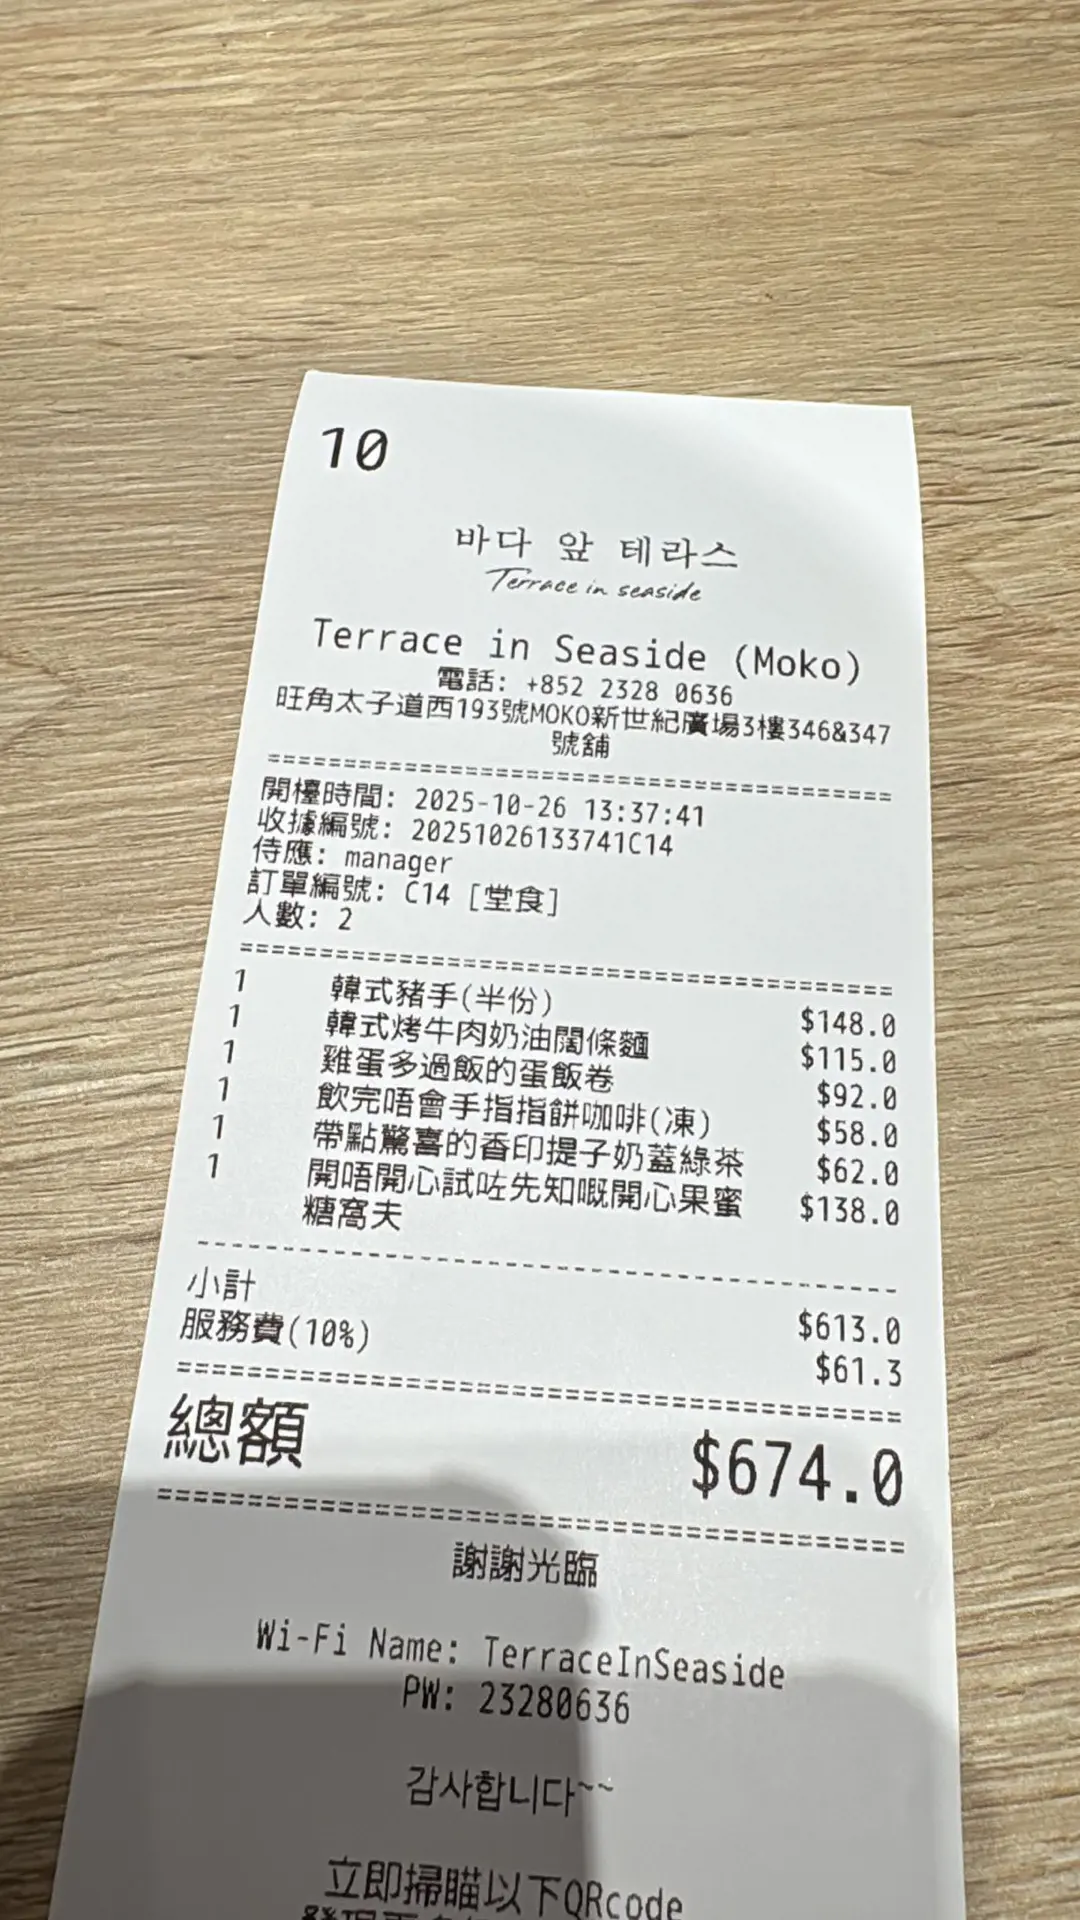 10
바다 앞 테라스
Terrace in seaside
Terrace in Seaside (Moko)
電話: +852 2328 0636
旺角太子道西193號MOKO新世紀廣場3樓346&347
號舖
開檯時間: 2025-10-26 13:37:41
收據編號: 20251026133741C14
侍應: manager
訂單編號: C14 [堂食]
人數: 2
1 韓式豬手(半份) $148.0
1 韓式烤牛肉奶油闊條麵 $115.0
1 雞蛋多過飯的蛋飯卷 $92.0
1 飲完唔會手指指餅咖啡(凍) $58.0
1 帶點驚喜的香印提子奶蓋綠茶 $62.0
1 開唔開心試咗先知嘅開心果蜜 $138.0
糖窩夫
小計 $613.0
服務費(10%) $61.3
總額 $674.0
謝謝光臨
Wi-Fi Name: TerraceInSeaside
PW: 23280636
감사합니다~~
立即掃瞄以下QRcode